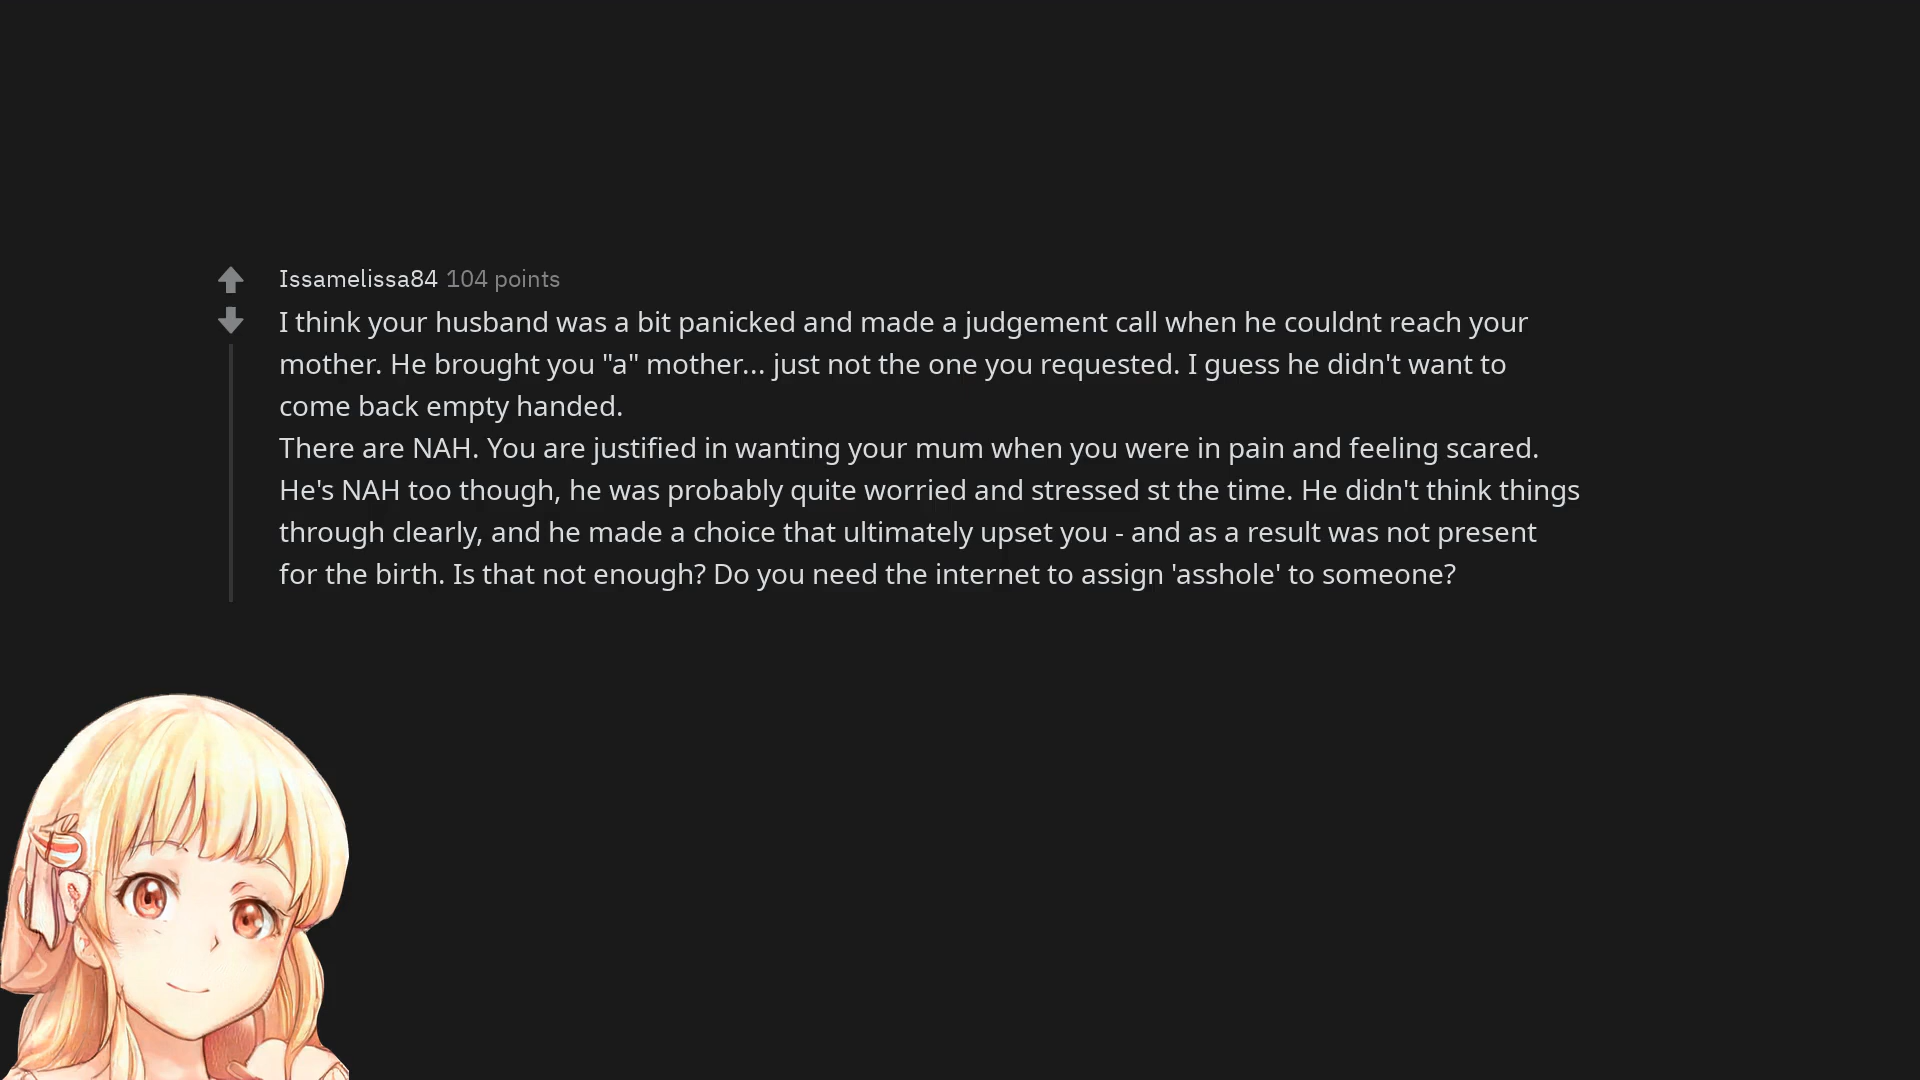 Issamelissa84 104 points
I think your husband was a bit panicked and made a judgement call when he couldnt reach your
mother. He brought you "a" mother... just not the one you requested. I guess he didn't want to
come back empty handed.
There are NAH. You are justified in wanting your mum when you were in pain and feeling scared.
He's NAH too though, he was probably quite worried and stressed st the time. He didn't think things
through clearly, and he made a choice that ultimately upset you - and as a result was not present
for the birth. Is that not enough? Do you need the internet to assign 'asshole' to someone?